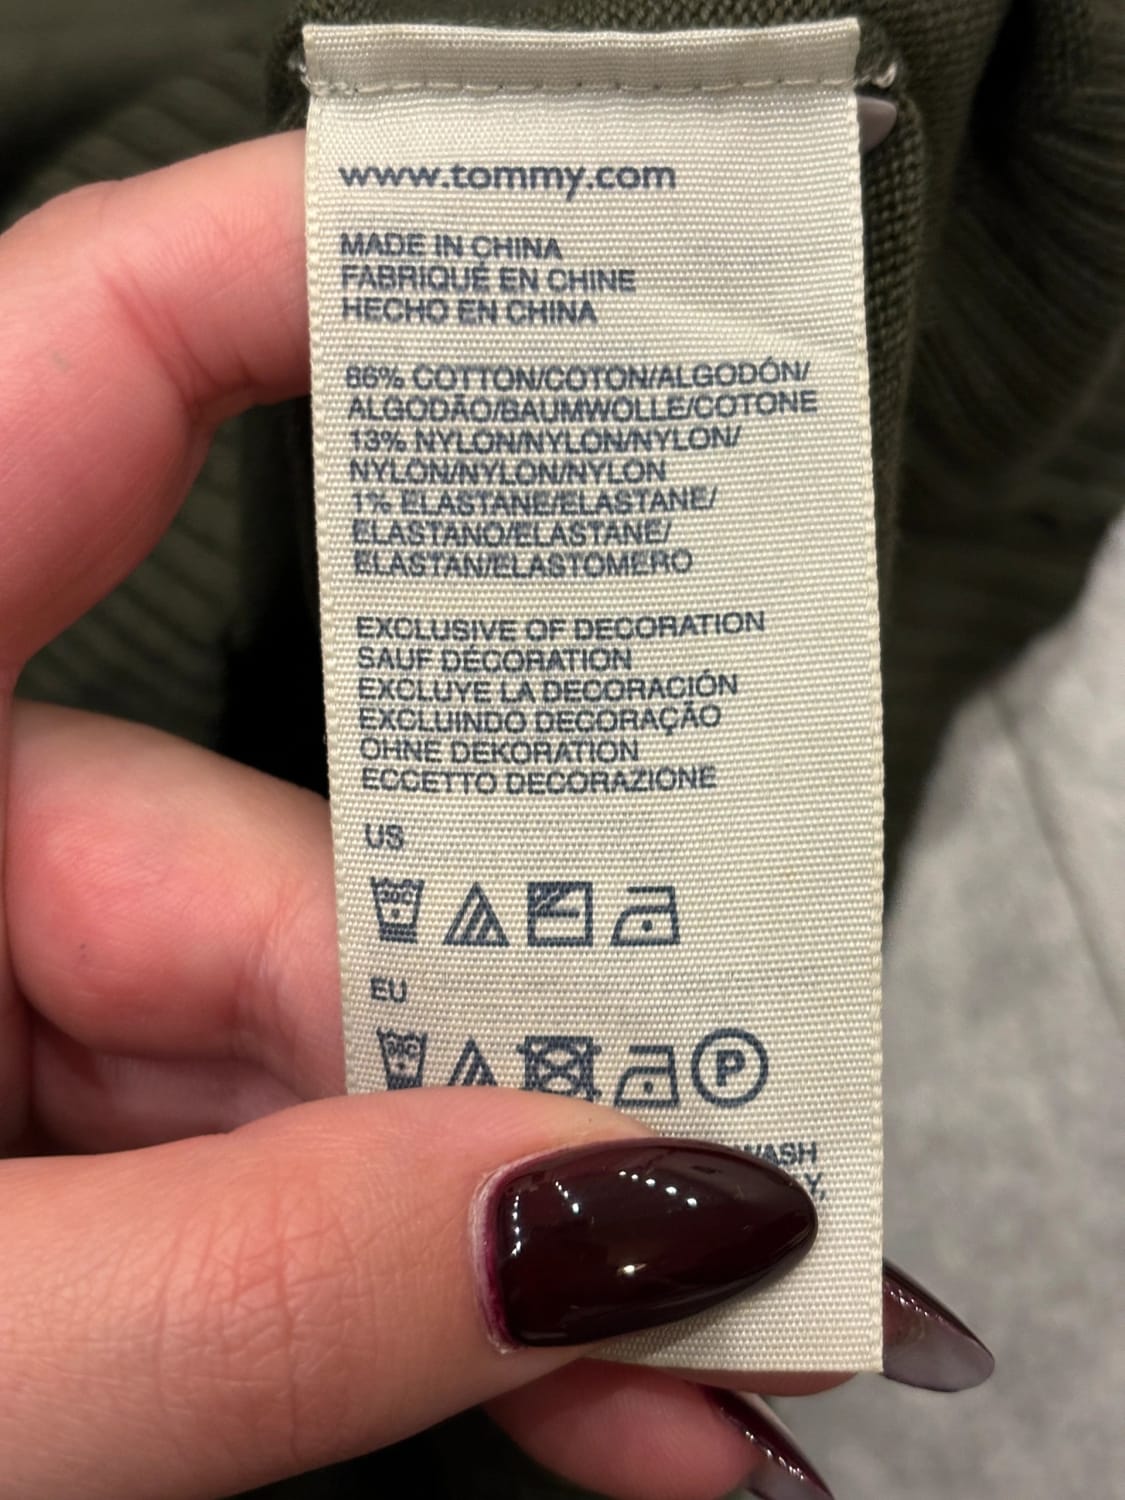 www.tommy.com
MADE IN CHINA
FABRIQUÉ EN CHINE
HECHO EN CHINA
86% COTTON/COTON/ALGODÓN/
ALGODÃO/BAUMWOLLE/COTONE
13% NYLON/NYLON/NYLON/
NYLON/NYLON/NYLON
1% ELASTANE/ELASTANE/
ELASTANO/ELASTANE/
ELASTAN/ELASTOMERO
EXCLUSIVE OF DECORATION
SAUF DÉCORATION
EXCLUYE LA DECORACIÓN
EXCLUINDO DECORAÇÃO
OHNE DEKORATION
ECCETTO DECORAZIONE
US
30C
EU
30C P
WASH